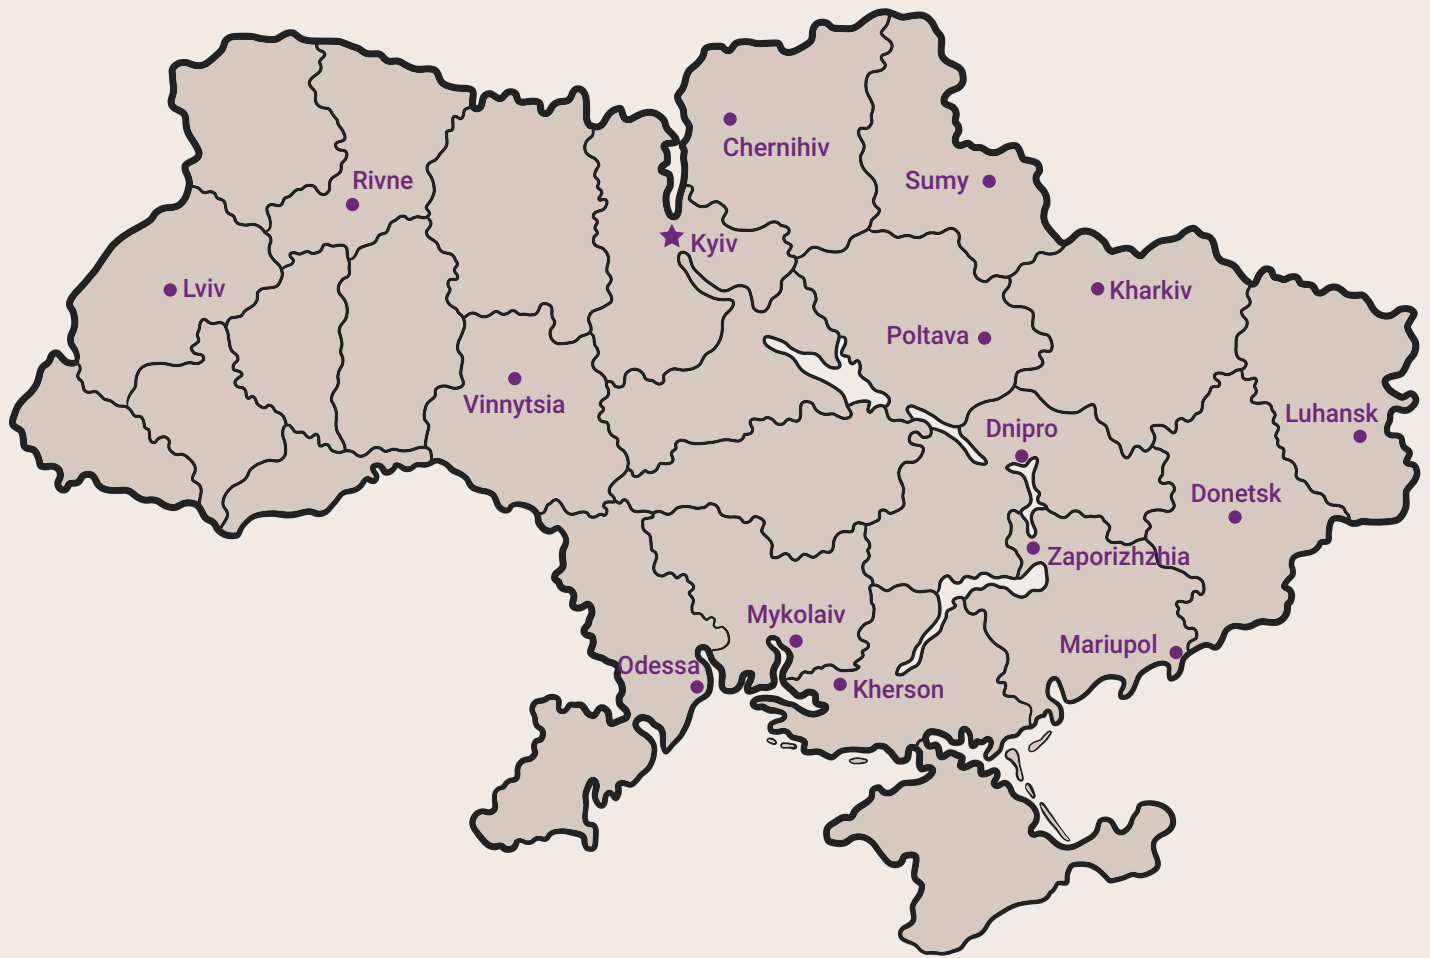 Chernihiv
Rivne
Sumy
Kyiv
Lviv
Kharkiv
Poltava
Vinnytsia
Luhansk
Dnipro
Donetsk
Zaporizhzhia
Mykolaiv
Mariupol
Odessa
Kherson